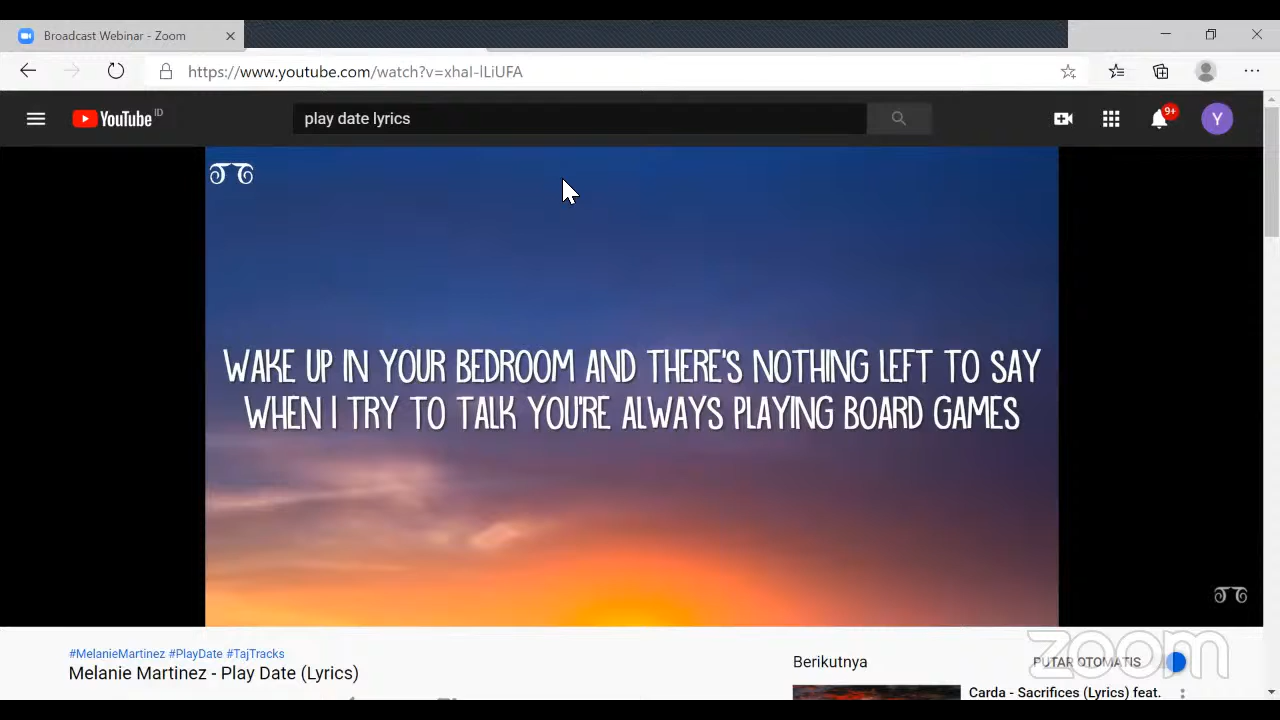 Broadcast Webinar - Zoom
https://www.youtube.com/watch?v=xhaI-lLiUFA
YouTube ID
play date lyrics
9+
Y
WAKE UP IN YOUR BEDROOM AND THERE'S NOTHING LEFT TO SAY
WHEN I TRY TO TALK YOU'RE ALWAYS PLAYING BOARD GAMES
#MelanieMartinez #PlayDate #TajTracks
Melanie Martinez - Play Date (Lyrics)
Berikutnya
PUTAR OTOMATIS
zoom
Carda - Sacrifices (Lyrics) feat.